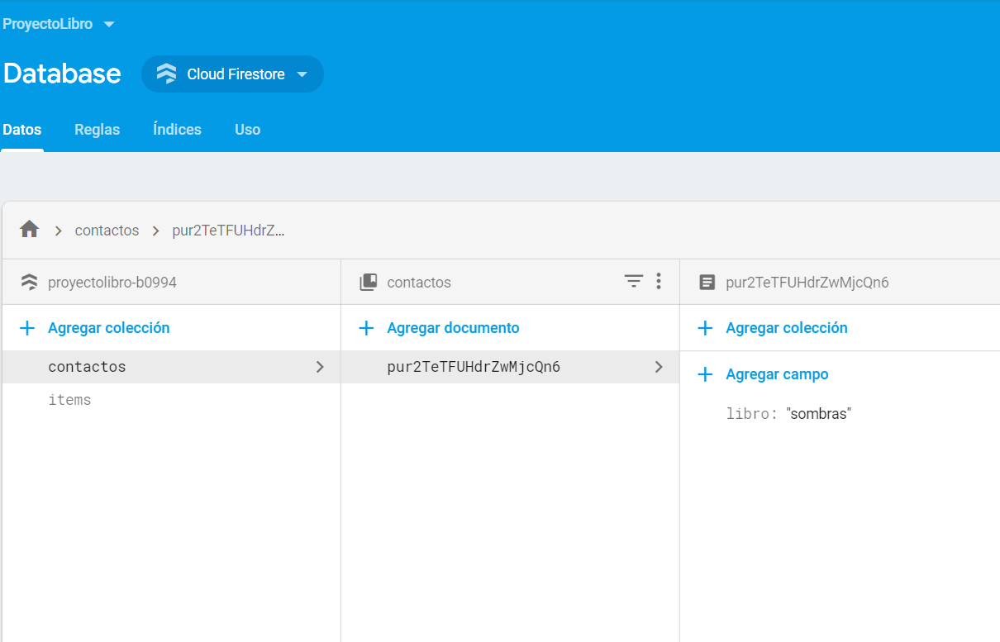 ProyectoLibro
Database
Cloud Firestore
Datos Reglas Índices Uso
contactos pur2TeTFUHdrZ...
proyectolibro-b0994
contactos
pur2TeTFUHdrZwMjcQn6
Agregar colección
Agregar documento
Agregar colección
contactos
pur2TeTFUHdrZwMjcQn6
Agregar campo
items
libro: "sombras"